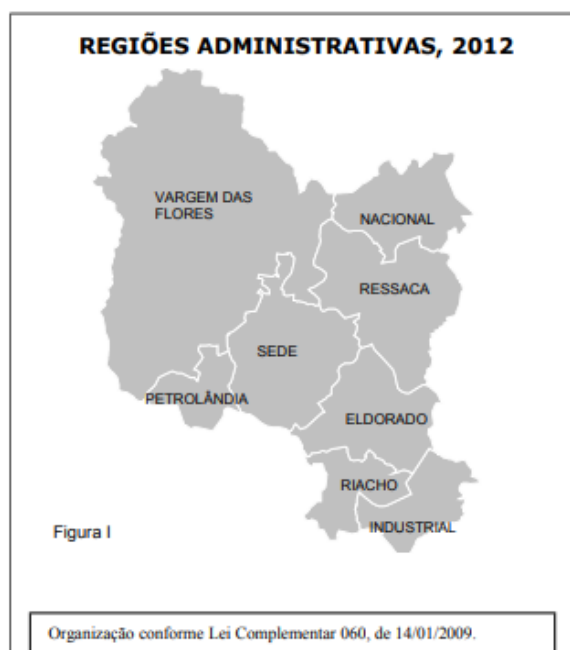 REGIÕES ADMINISTRATIVAS, 2012
VARGEM DAS
FLORES
NACIONAL
RESSACA
SEDE
PETROLÂNDIA
ELDORADO
RIACHO
INDUSTRIAL
Figura I
Organização conforme Lei Complementar 060, de 14/01/2009.